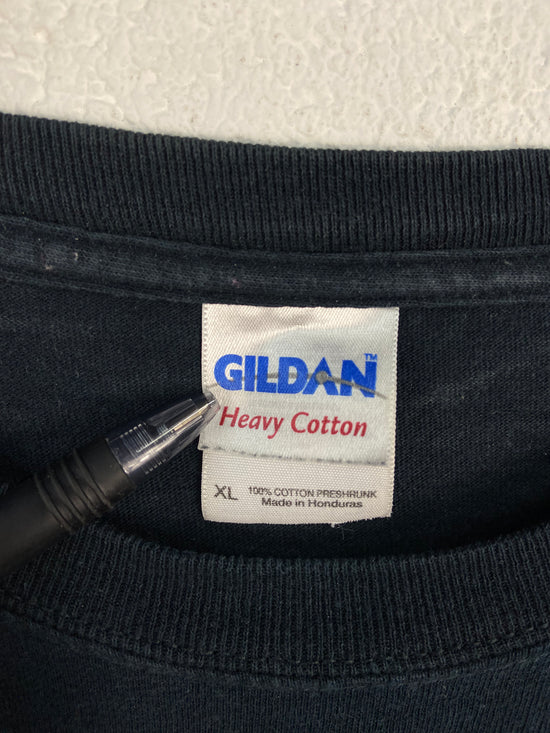 GILDAN™
Heavy Cotton
XL 100% COTTON PRESHRUNK
Made in Honduras